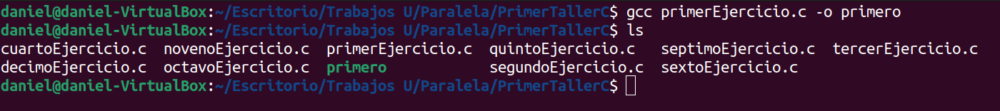 daniel@daniel-VirtualBox:~/Escritorio/Trabajos U/Paralela/PrimerTallerC$ gcc primerEjercicio.c -o primero
daniel@daniel-VirtualBox:~/Escritorio/Trabajos U/Paralela/PrimerTallerC$ ls
cuartoEjercicio.c  novenoEjercicio.c  primerEjercicio.c  quintoEjercicio.c   septimoEjercicio.c  tercerEjercicio.c
decimoEjercicio.c  octavoEjercicio.c  primero            segundoEjercicio.c  sextoEjercicio.c
daniel@daniel-VirtualBox:~/Escritorio/Trabajos U/Paralela/PrimerTallerC$